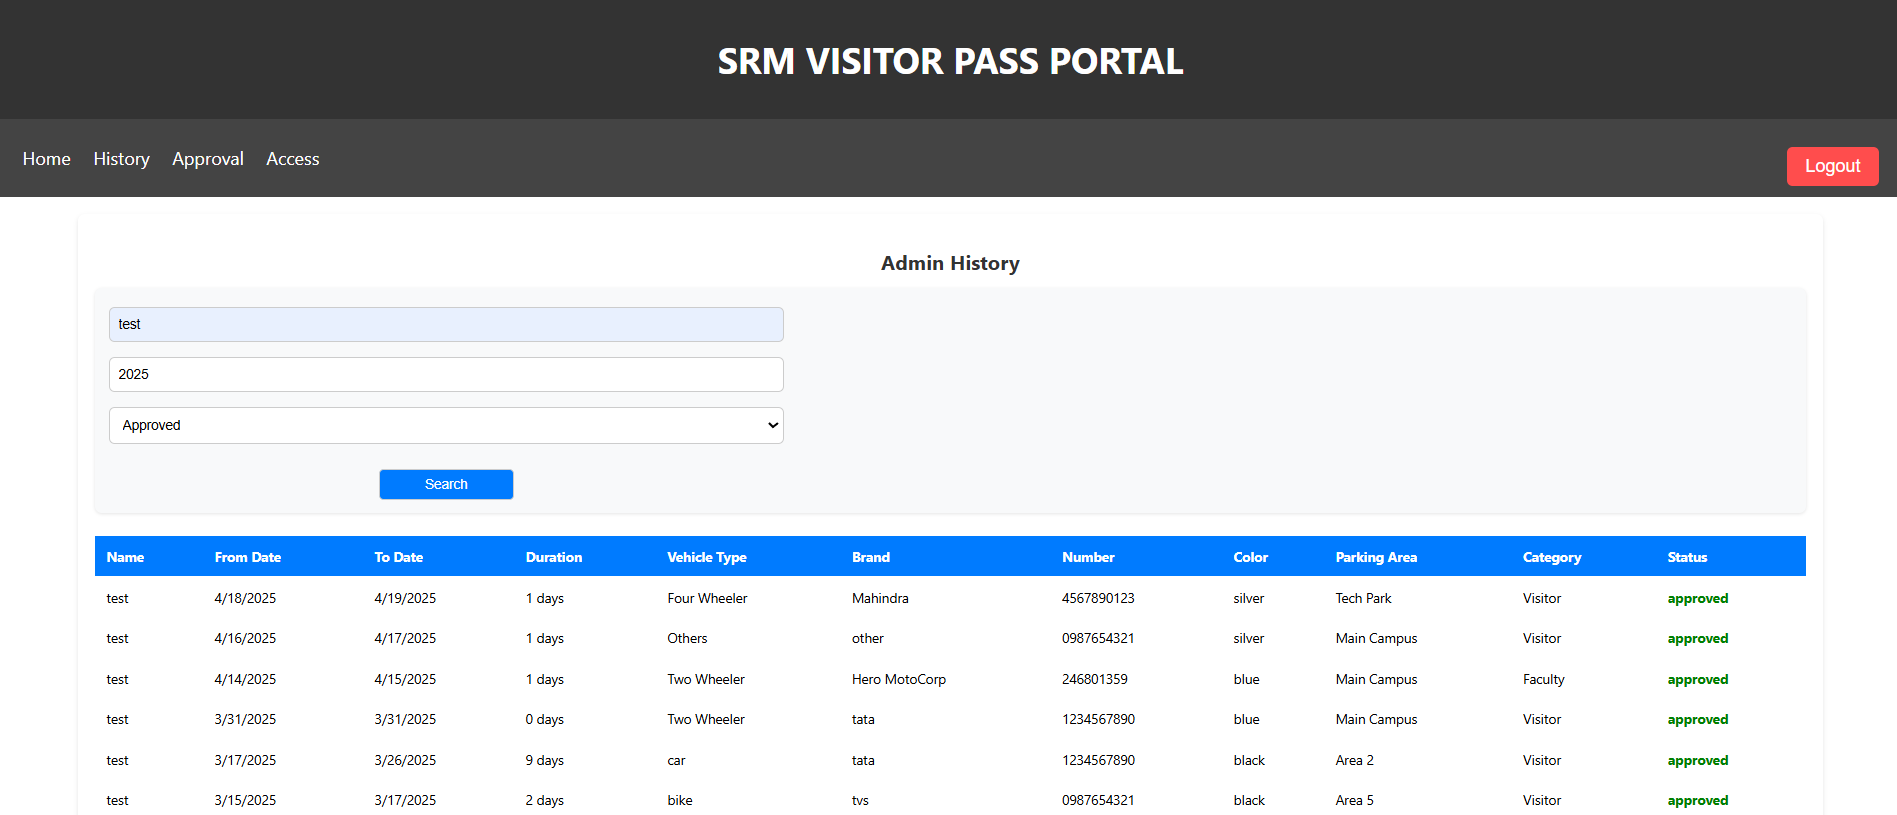 SRM VISITOR PASS PORTAL
Home History Approval Access
Logout
Admin History
test
2025
Approved
Search
Name From Date To Date Duration Vehicle Type Brand Number Color Parking Area Category Status
test 4/18/2025 4/19/2025 1 days Four Wheeler Mahindra 4567890123 silver Tech Park Visitor approved
test 4/16/2025 4/17/2025 1 days Others other 0987654321 silver Main Campus Visitor approved
test 4/14/2025 4/15/2025 1 days Two Wheeler Hero MotoCorp 246801359 blue Main Campus Faculty approved
test 3/31/2025 3/31/2025 0 days Two Wheeler tata 1234567890 blue Main Campus Visitor approved
test 3/17/2025 3/26/2025 9 days car tata 1234567890 black Area 2 Visitor approved
test 3/15/2025 3/17/2025 2 days bike tvs 0987654321 black Area 5 Visitor approved